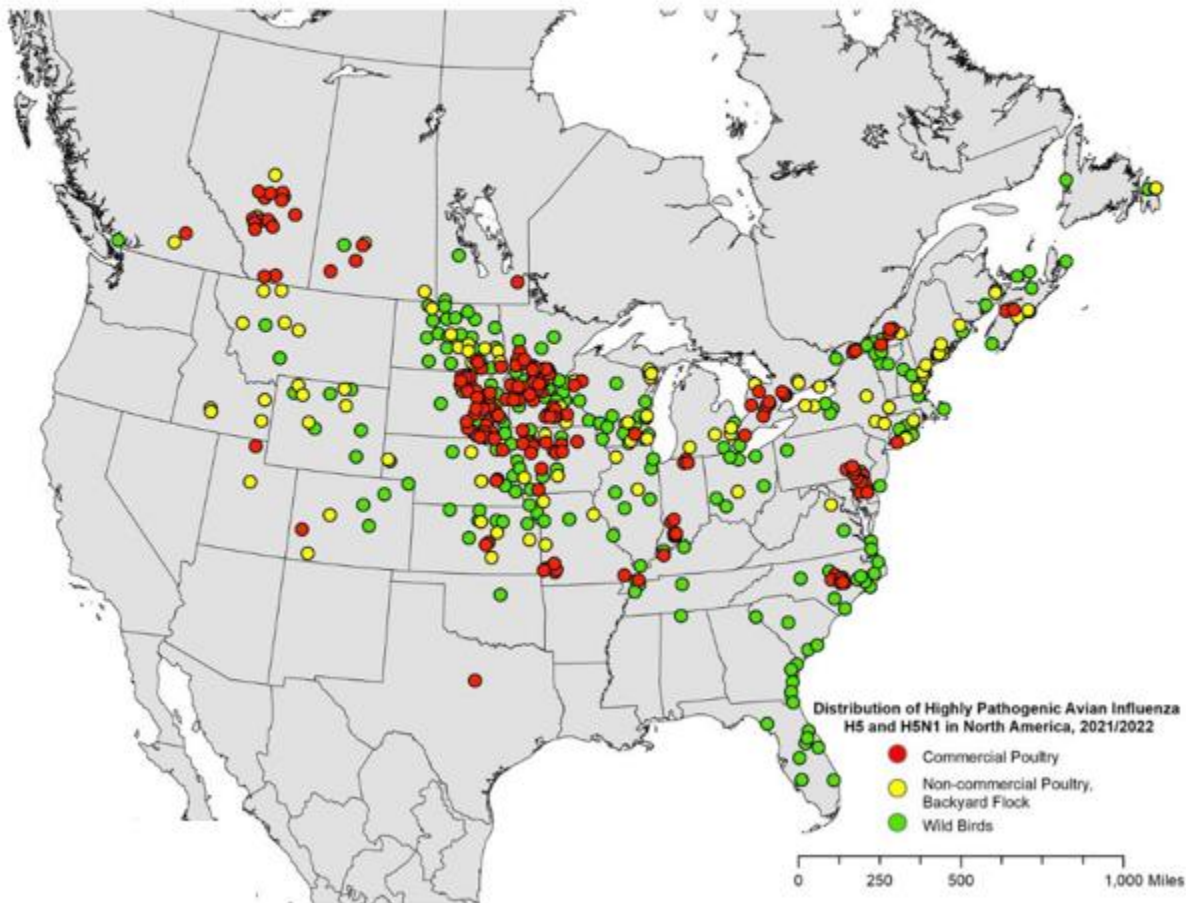 Distribution of Highly Pathogenic Avian Influenza
H5 and H5N1 in North America, 2021/2022
Commercial Poultry
Non-commercial Poultry,
Backyard Flock
Wild Birds
0 250 500 1,000 Miles